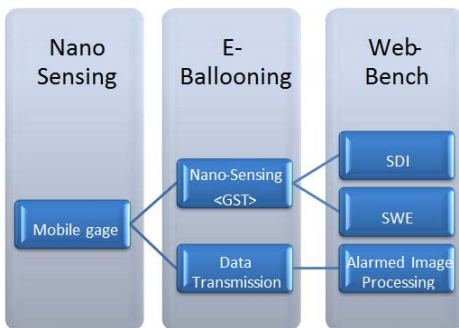 Nano
Sensing
E-
Ballooning
Web-
Bench
Mobile gage
Nano-Sensing
<GST>
Data
Transmission
SDI
SWE
Alarmed Image
Processing